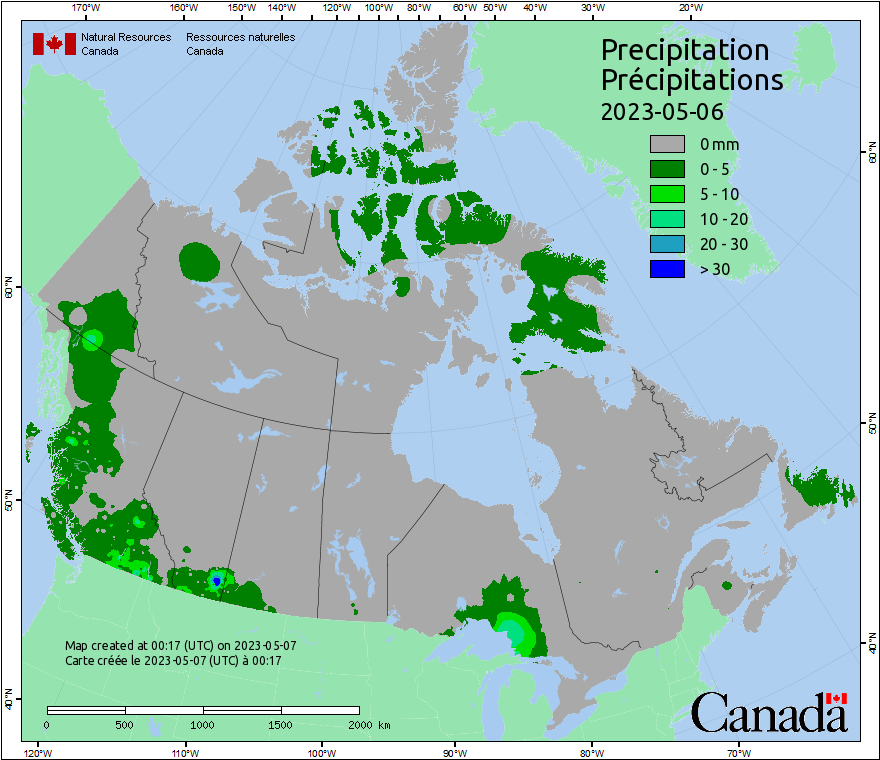 170°W 160°W 150°W 140°W 130°W 120°W 110°W 100°W 90°W 80°W 60°W 50°W 40°W 30°W 20°W
Natural Resources Canada
Ressources naturelles Canada
Precipitation
Précipitations
2023-05-06
0 mm
0 - 5
5 - 10
10 - 20
20 - 30
> 30
60°N
50°N
40°N
60°N
50°N
40°N
Map created at 00:17 (UTC) on 2023-05-07
Carte créée le 2023-05-07 (UTC) à 00:17
0 500 1000 1500 2000 km
Canada
120°W 110°W 100°W 90°W 80°W 70°W